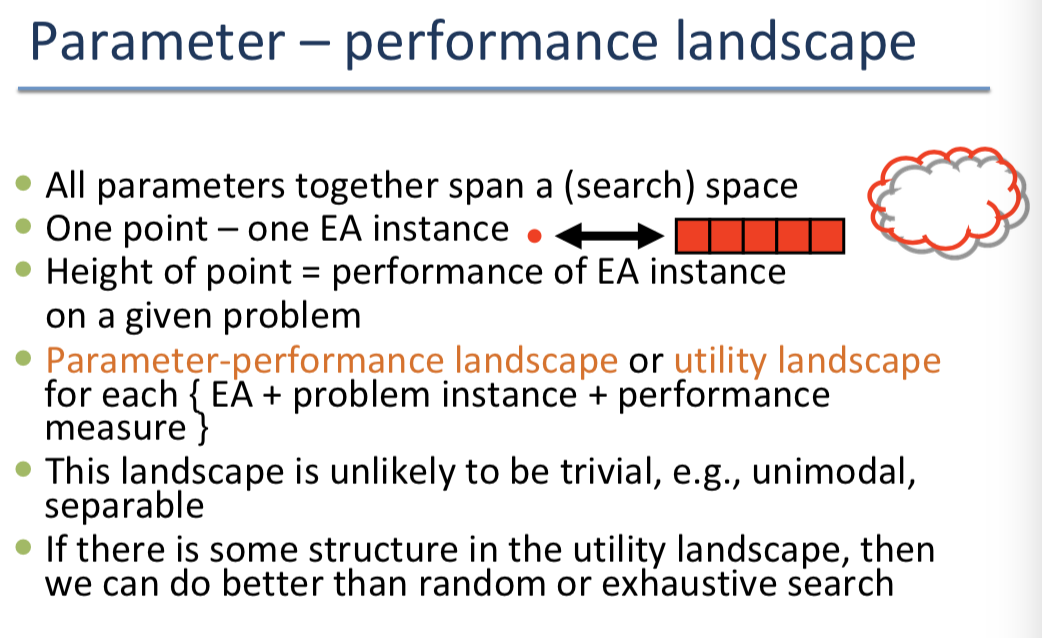 Parameter – performance landscape
All parameters together span a (search) space
One point – one EA instance
Height of point = performance of EA instance
on a given problem
Parameter-performance landscape or utility landscape
for each { EA + problem instance + performance
measure }
This landscape is unlikely to be trivial, e.g., unimodal,
separable
If there is some structure in the utility landscape, then
we can do better than random or exhaustive search